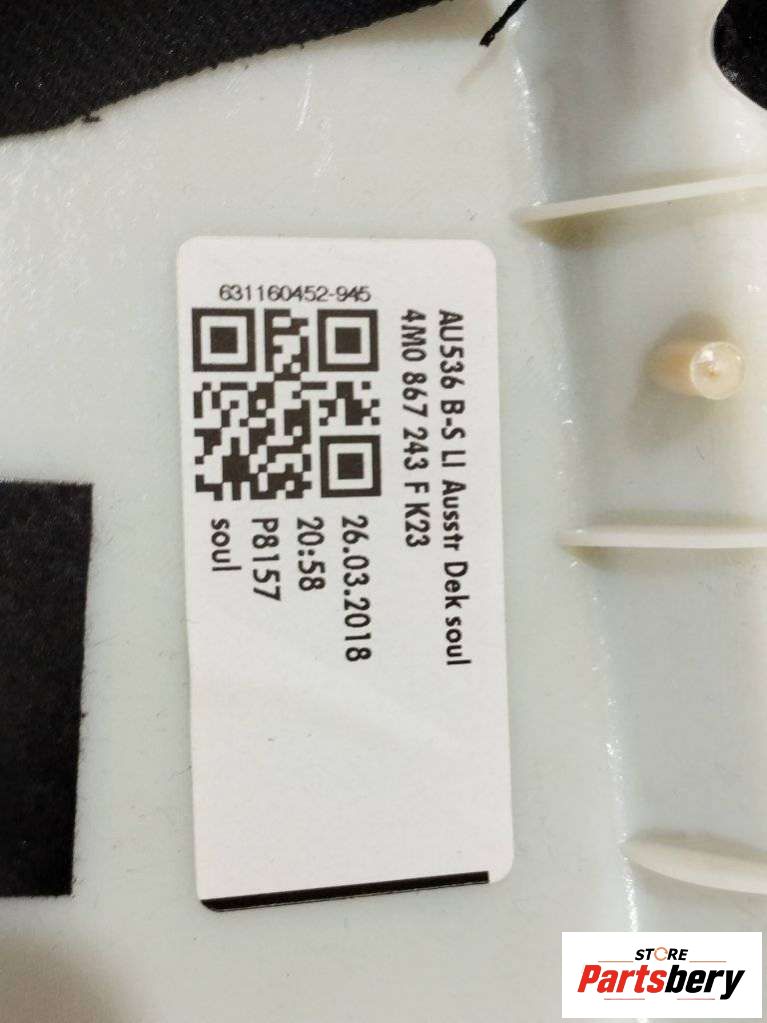 631160452-945
AU536 B-S LI Ausstr Dek soul
4M0 867 243 F K23
26.03.2018
20:58
P8157
soul
STORE
Partsbery